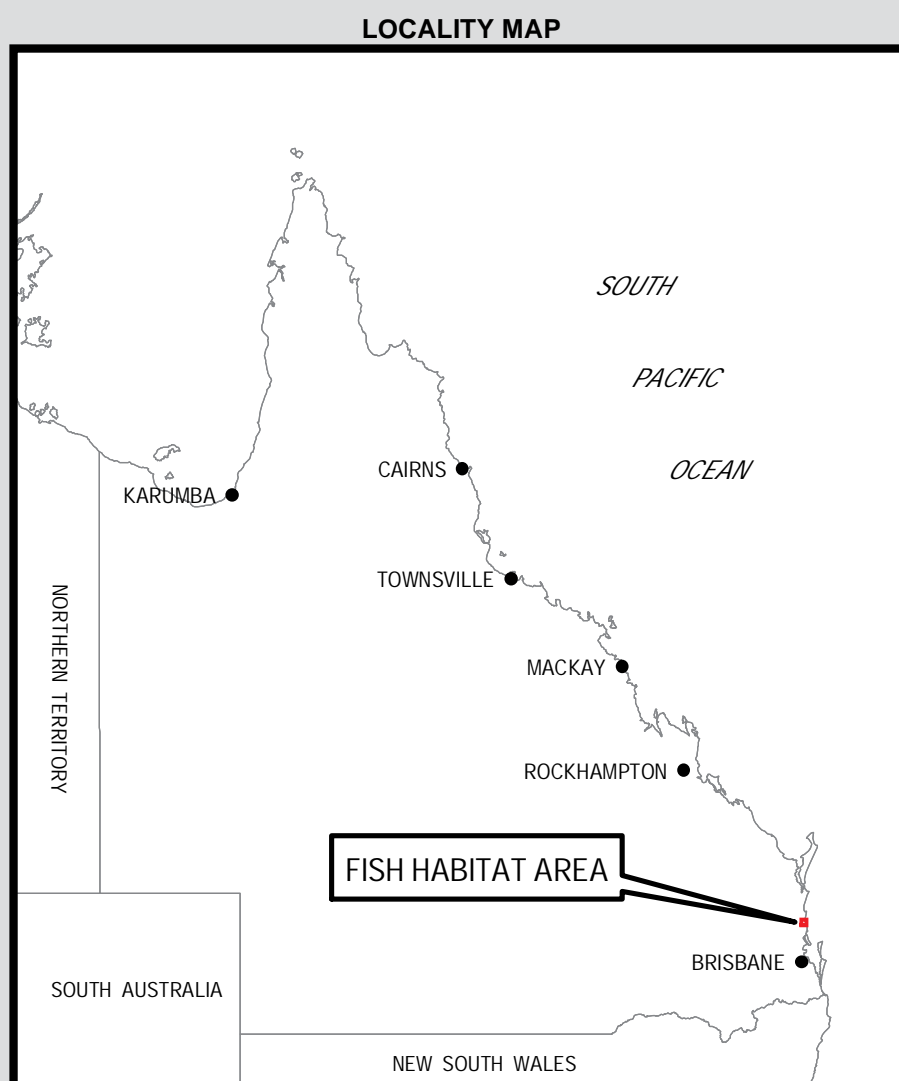 LOCALITY MAP
SOUTH
PACIFIC
OCEAN
CAIRNS
KARUMBA
TOWNSVILLE
NORTHERN TERRITORY
MACKAY
ROCKHAMPTON
FISH HABITAT AREA
BRISBANE
SOUTH AUSTRALIA
NEW SOUTH WALES